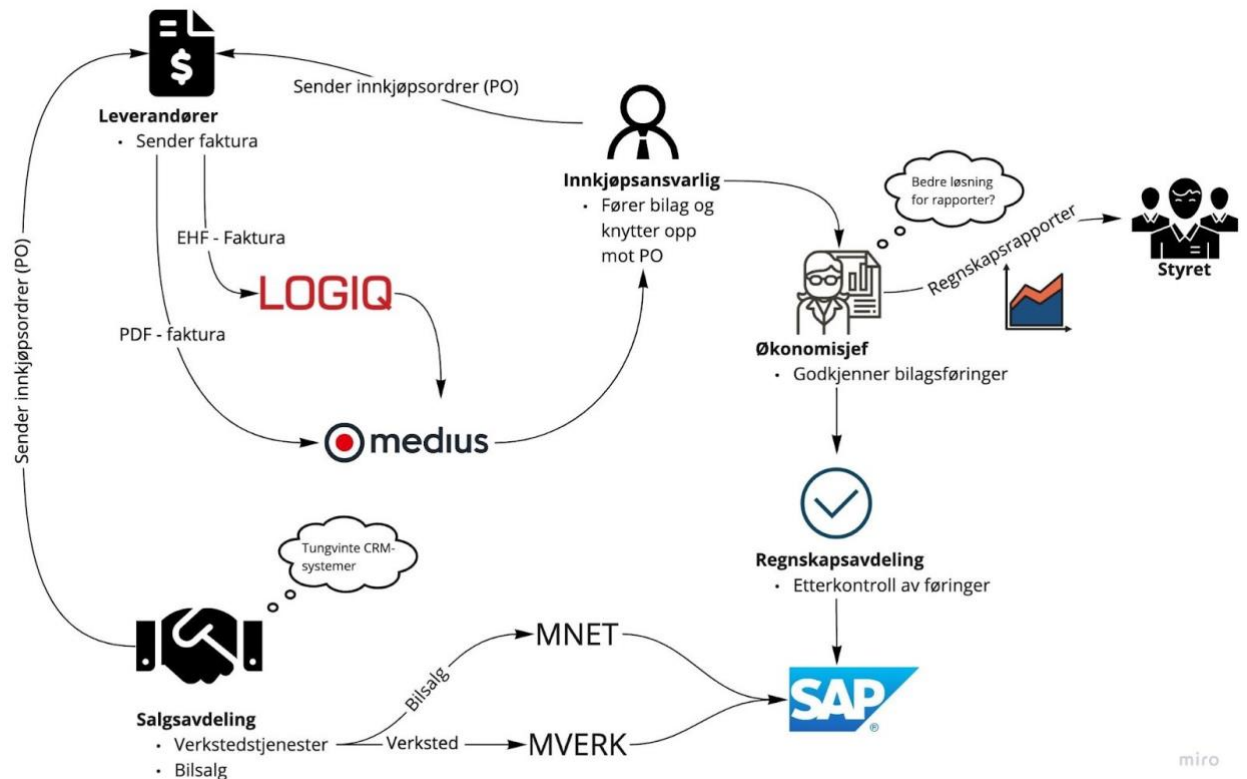 Leverandører
• Sender faktura
Sender innkjøpsordrer (PO)
Innkjøpsansvarlig
• Fører bilag og
knytter opp
mot PO
Bedre løsning
for rapporter?
Regnskapsrapporter
Styret
EHF - Faktura
LOGIQ
PDF - faktura
medius
Sender innkjøpsordrer (PO)
Økonomisjef
• Godkjenner bilagsføringer
Regnskapsavdeling
• Etterkontroll av føringer
Tungvinte CRM-
systemer
Salgsavdeling
• Verkstedstjenester
• Bilsalg
Bilsalg
MNET
Verksted
MVERK
SAP®
miro